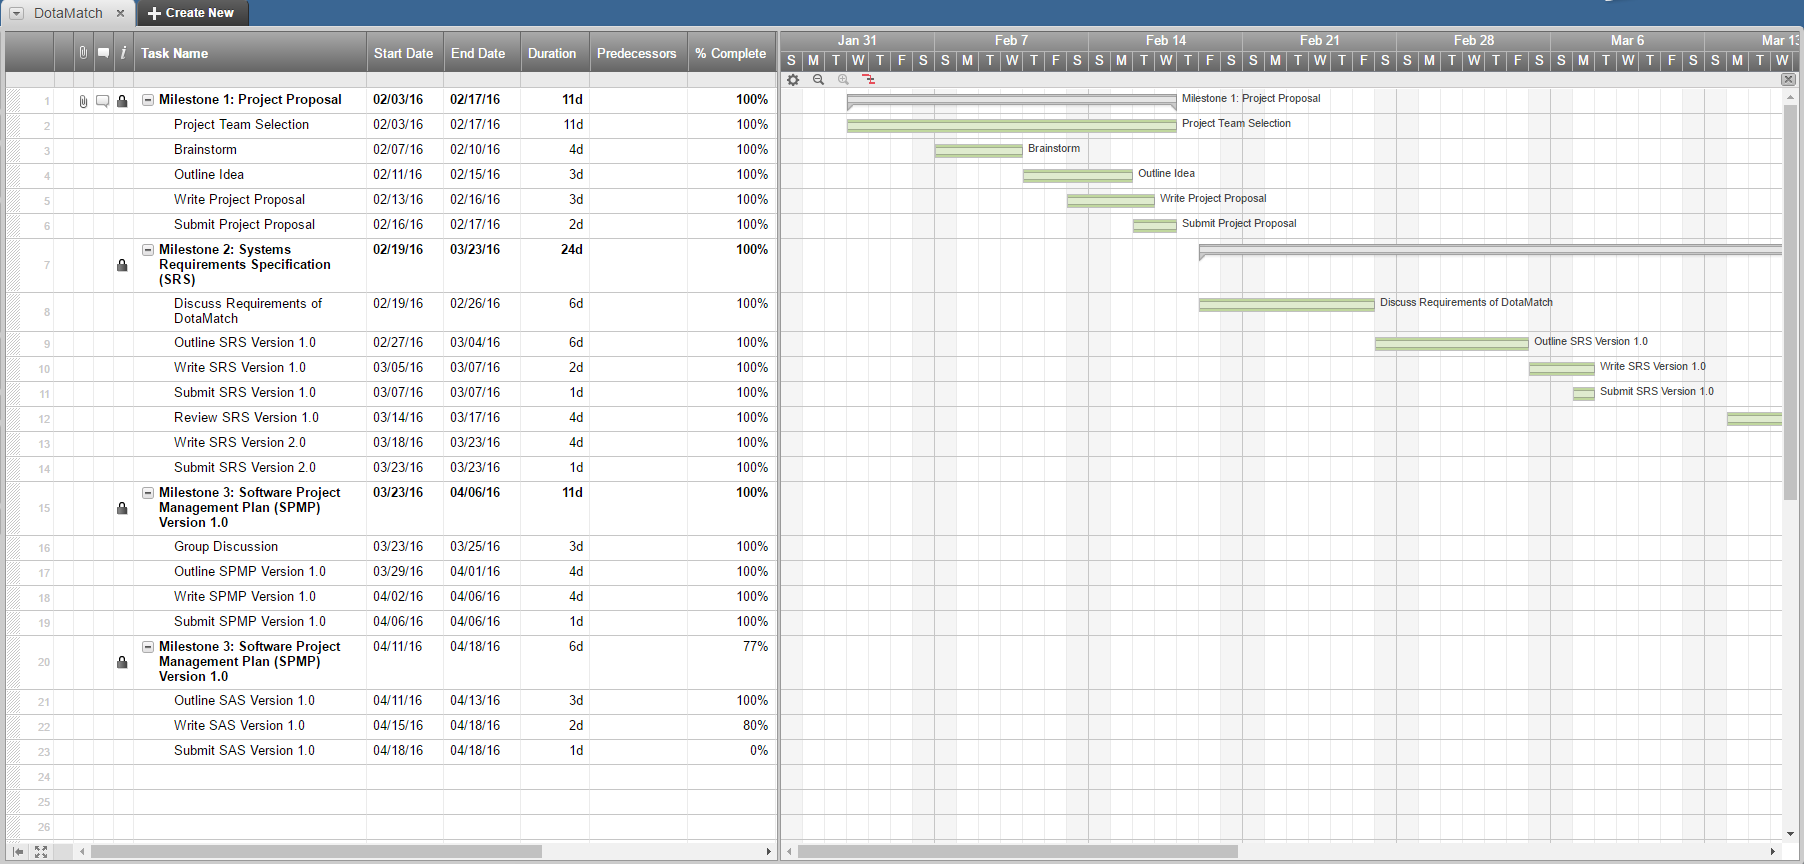 DotaMatch
Create New
i Task Name Start Date End Date Duration Predecessors % Complete
Jan 31 Feb 7 Feb 14 Feb 21 Feb 28 Mar 6 Mar 13
S M T W T F S S M T W T F S S M T W T F S S M T W T F S S M T W T F S S M T W T F S S M T W
1 Milestone 1: Project Proposal 02/03/16 02/17/16 11d 100% Milestone 1: Project Proposal
2 Project Team Selection 02/03/16 02/17/16 11d 100% Project Team Selection
3 Brainstorm 02/07/16 02/10/16 4d 100% Brainstorm
4 Outline Idea 02/11/16 02/15/16 3d 100% Outline Idea
5 Write Project Proposal 02/13/16 02/16/16 3d 100% Write Project Proposal
6 Submit Project Proposal 02/16/16 02/17/16 2d 100% Submit Project Proposal
7 Milestone 2: Systems 02/19/16 03/23/16 24d 100%
Requirements Specification
(SRS)
8 Discuss Requirements of 02/19/16 02/26/16 6d 100% Discuss Requirements of DotaMatch
DotaMatch
9 Outline SRS Version 1.0 02/27/16 03/04/16 6d 100% Outline SRS Version 1.0
10 Write SRS Version 1.0 03/05/16 03/07/16 2d 100% Write SRS Version 1.0
11 Submit SRS Version 1.0 03/07/16 03/07/16 1d 100% Submit SRS Version 1.0
12 Review SRS Version 1.0 03/14/16 03/17/16 4d 100%
13 Write SRS Version 2.0 03/18/16 03/23/16 4d 100%
14 Submit SRS Version 2.0 03/23/16 03/23/16 1d 100%
15 Milestone 3: Software Project 03/23/16 04/06/16 11d 100%
Management Plan (SPMP)
Version 1.0
16 Group Discussion 03/23/16 03/25/16 3d 100%
17 Outline SPMP Version 1.0 03/29/16 04/01/16 4d 100%
18 Write SPMP Version 1.0 04/02/16 04/06/16 4d 100%
19 Submit SPMP Version 1.0 04/06/16 04/06/16 1d 100%
20 Milestone 3: Software Project 04/11/16 04/18/16 6d 77%
Management Plan (SPMP)
Version 1.0
21 Outline SAS Version 1.0 04/11/16 04/13/16 3d 100%
22 Write SAS Version 1.0 04/15/16 04/18/16 2d 80%
23 Submit SAS Version 1.0 04/18/16 04/18/16 1d 0%
24
25
26